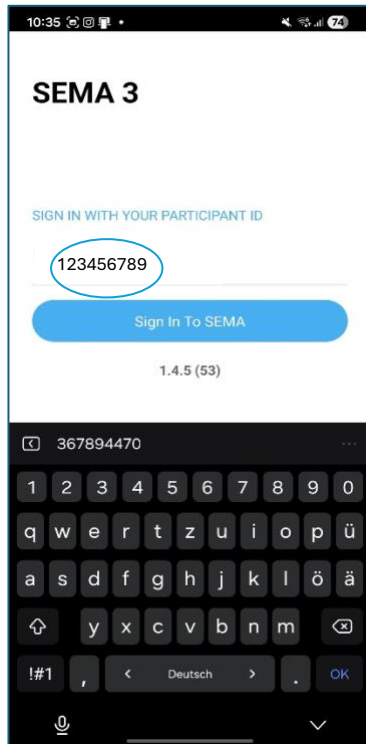 10:35
74
SEMA 3
SIGN IN WITH YOUR PARTICIPANT ID
123456789
Sign In To SEMA
1.4.5 (53)
367894470
1 2 3 4 5 6 7 8 9 0
q w e r t z u i o p ü
a s d f g h j k l ö ä
y x c v b n m
!#1 , < Deutsch > . OK